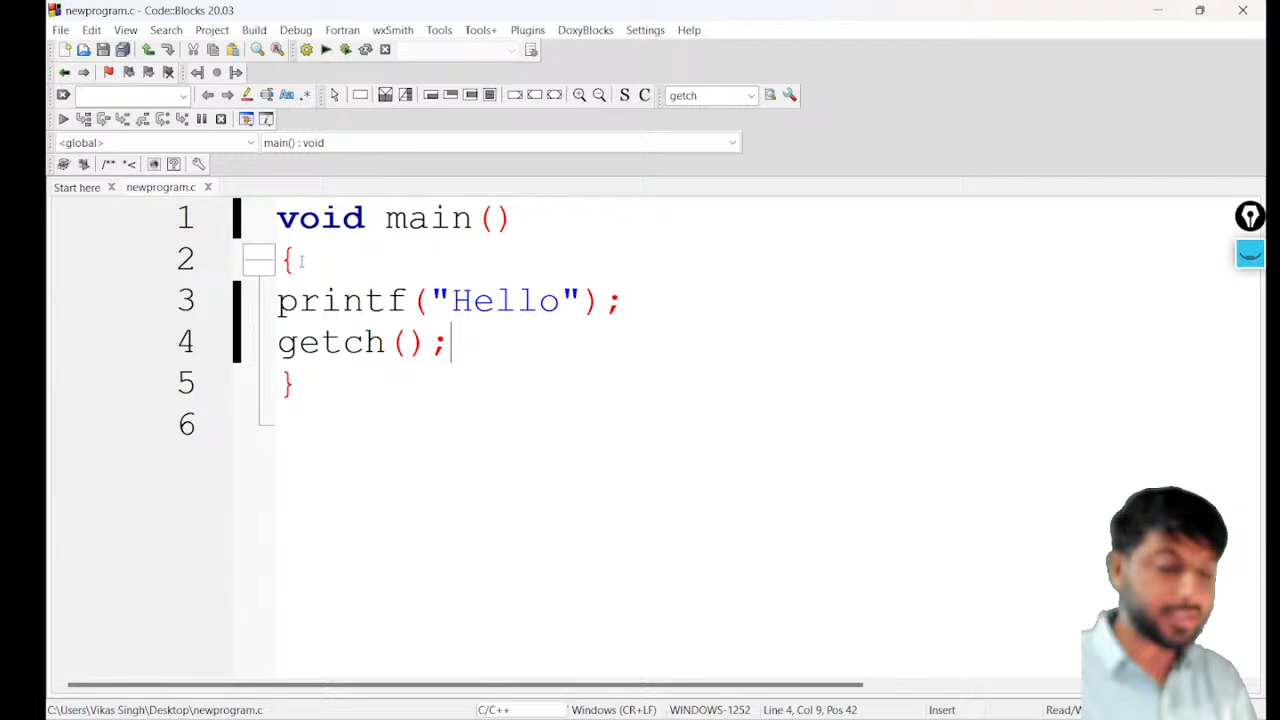 newprogram.c - Code::Blocks 20.03
File Edit View Search Project Build Debug Fortran wxSmith Tools Tools+ Plugins DoxyBlocks Settings Help
S C getch
/** *<
<global> main() : void
Start here newprogram.c
1 void main()
2 {
3 printf("Hello");
4 getch();
5 }
6
C:\Users\Vikas Singh\Desktop\newprogram.c C/C++ Windows (CR+LF) WINDOWS-1252 Line 4, Col 9, Pos 42 Insert Read/W